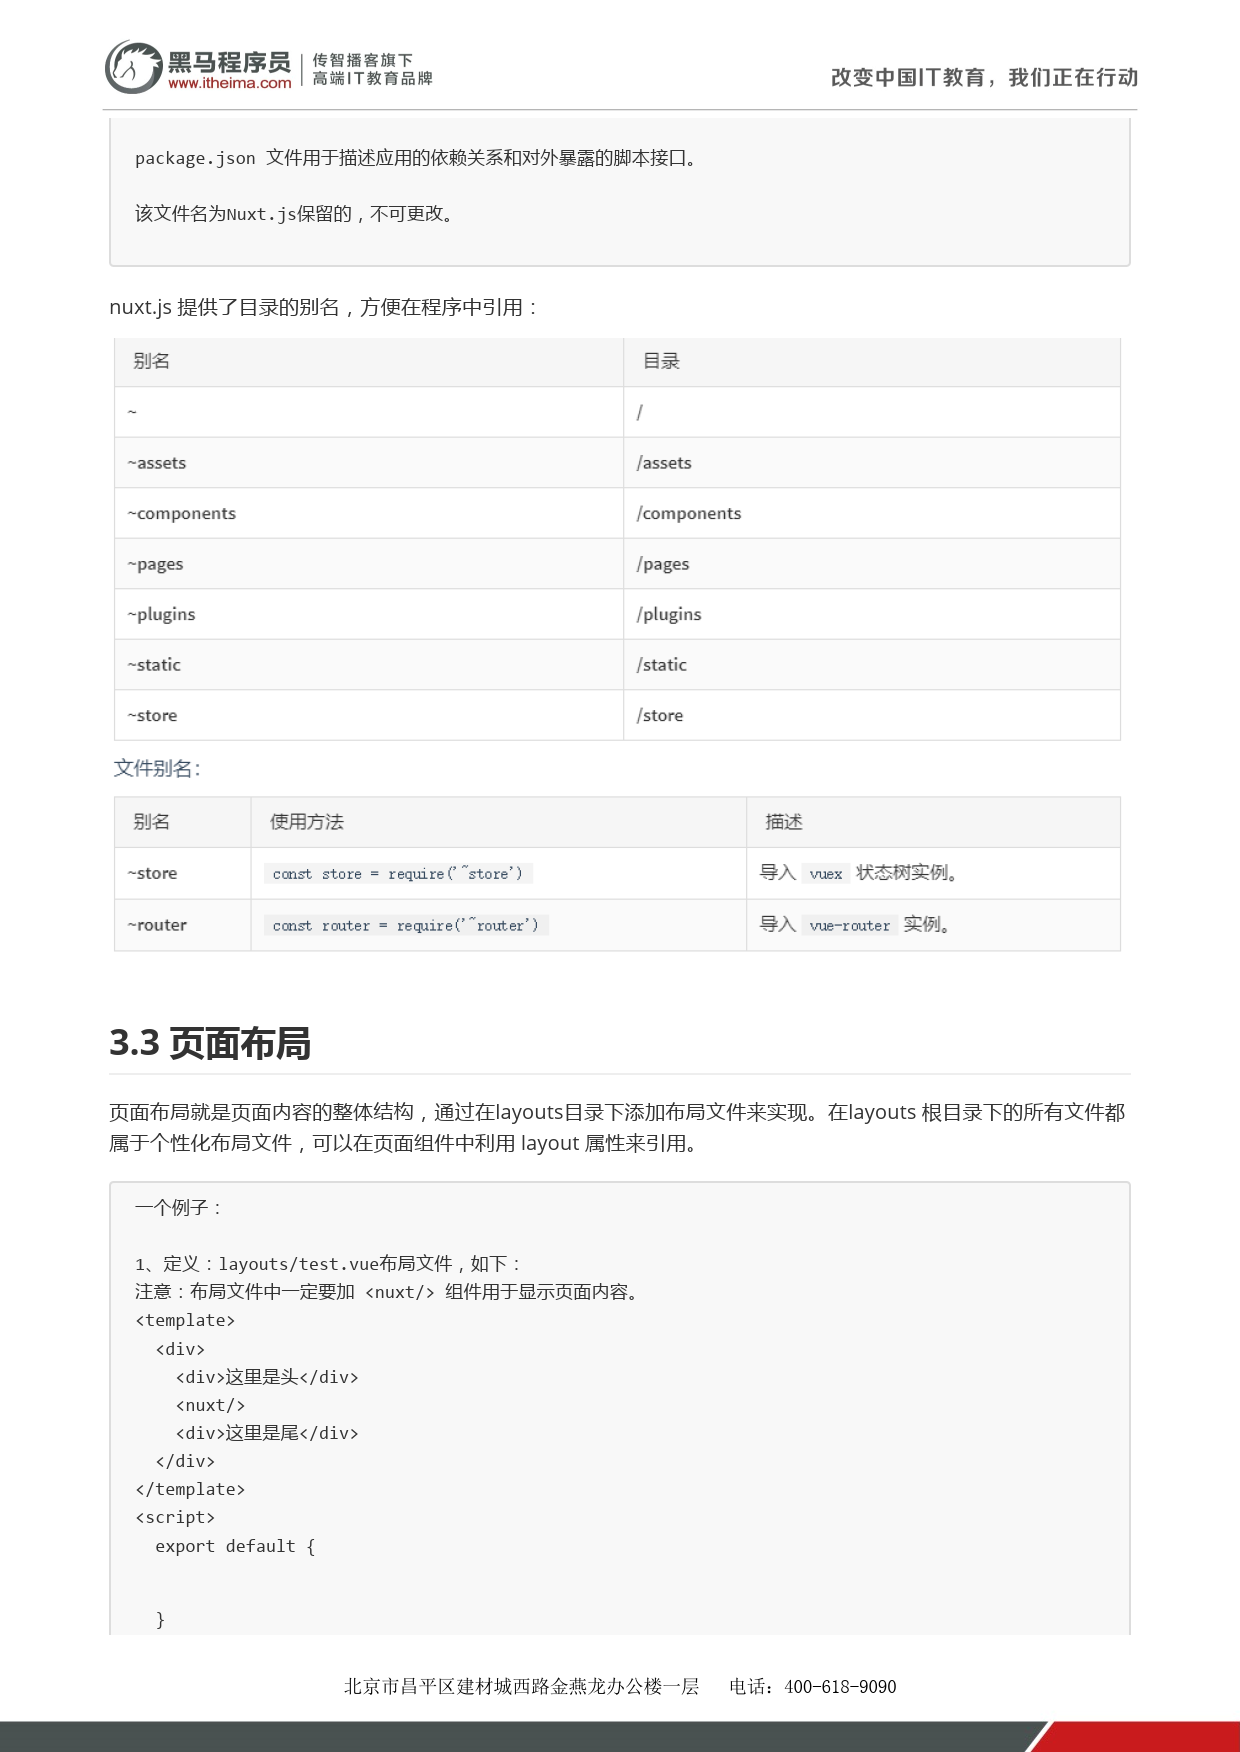 黑马程序员
www.itheima.com
传智播客旗下
高端IT教育品牌
改变中国IT教育，我们正在行动
package.json 文件用于描述应用的依赖关系和对外暴露的脚本接口。
该文件名为Nuxt.js保留的，不可更改。
nuxt.js 提供了目录的别名，方便在程序中引用：
别名 目录
~ /
~assets /assets
~components /components
~pages /pages
~plugins /plugins
~static /static
~store /store
文件别名：
别名 使用方法 描述
~store const store = require('~store') 导入 vuex 状态树实例。
~router const router = require('~router') 导入 vue-router 实例。
3.3 页面布局
页面布局就是页面内容的整体结构，通过在layouts目录下添加布局文件来实现。在layouts 根目录下的所有文件都
属于个性化布局文件，可以在页面组件中利用 layout 属性来引用。
一个例子：
1、定义：layouts/test.vue布局文件，如下：
注意：布局文件中一定要加 <nuxt/> 组件用于显示页面内容。
<template>
  <div>
    <div>这里是头</div>
    <nuxt/>
    <div>这里是尾</div>
  </div>
</template>
<script>
  export default {
  }
北京市昌平区建材城西路金燕龙办公楼一层 电话：400-618-9090